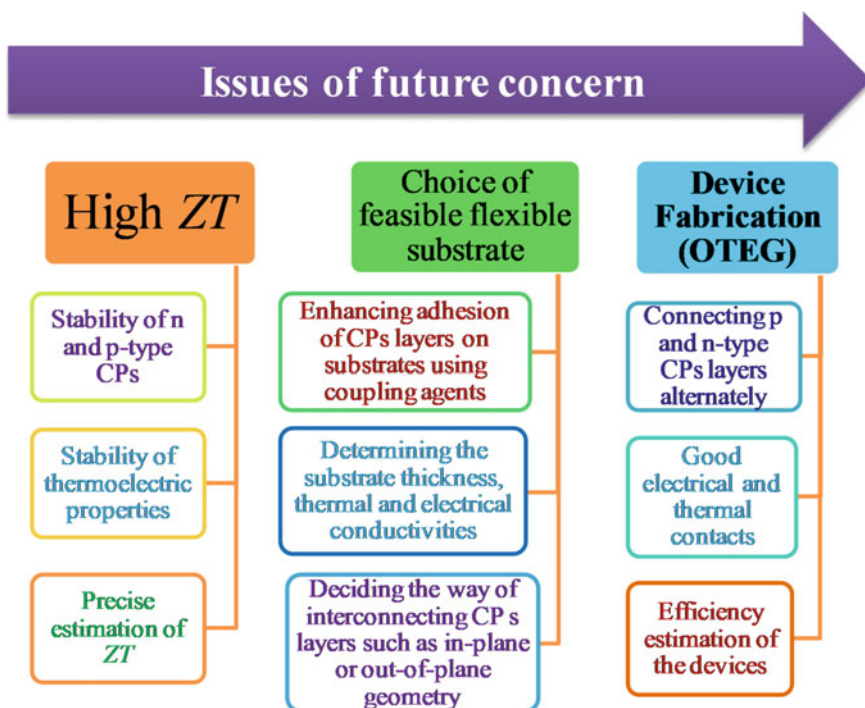 Issues of future concern
High ZT
Stability of n
and p-type
CPs
Stability of
thermoelectric
properties
Precise
estimation of
ZT
Choice of
feasible flexible
substrate
Enhancing adhesion
of CPs layers on
substrates using
coupling agents
Determining the
substrate thickness,
thermal and electrical
conductivities
Deciding the way of
interconnecting CP s
layers such as in-plane
or out-of-plane
geometry
Device
Fabrication
(OTEG)
Connecting p
and n-type
CPs layers
alternately
Good
electrical and
thermal
contacts
Efficiency
estimation of
the devices